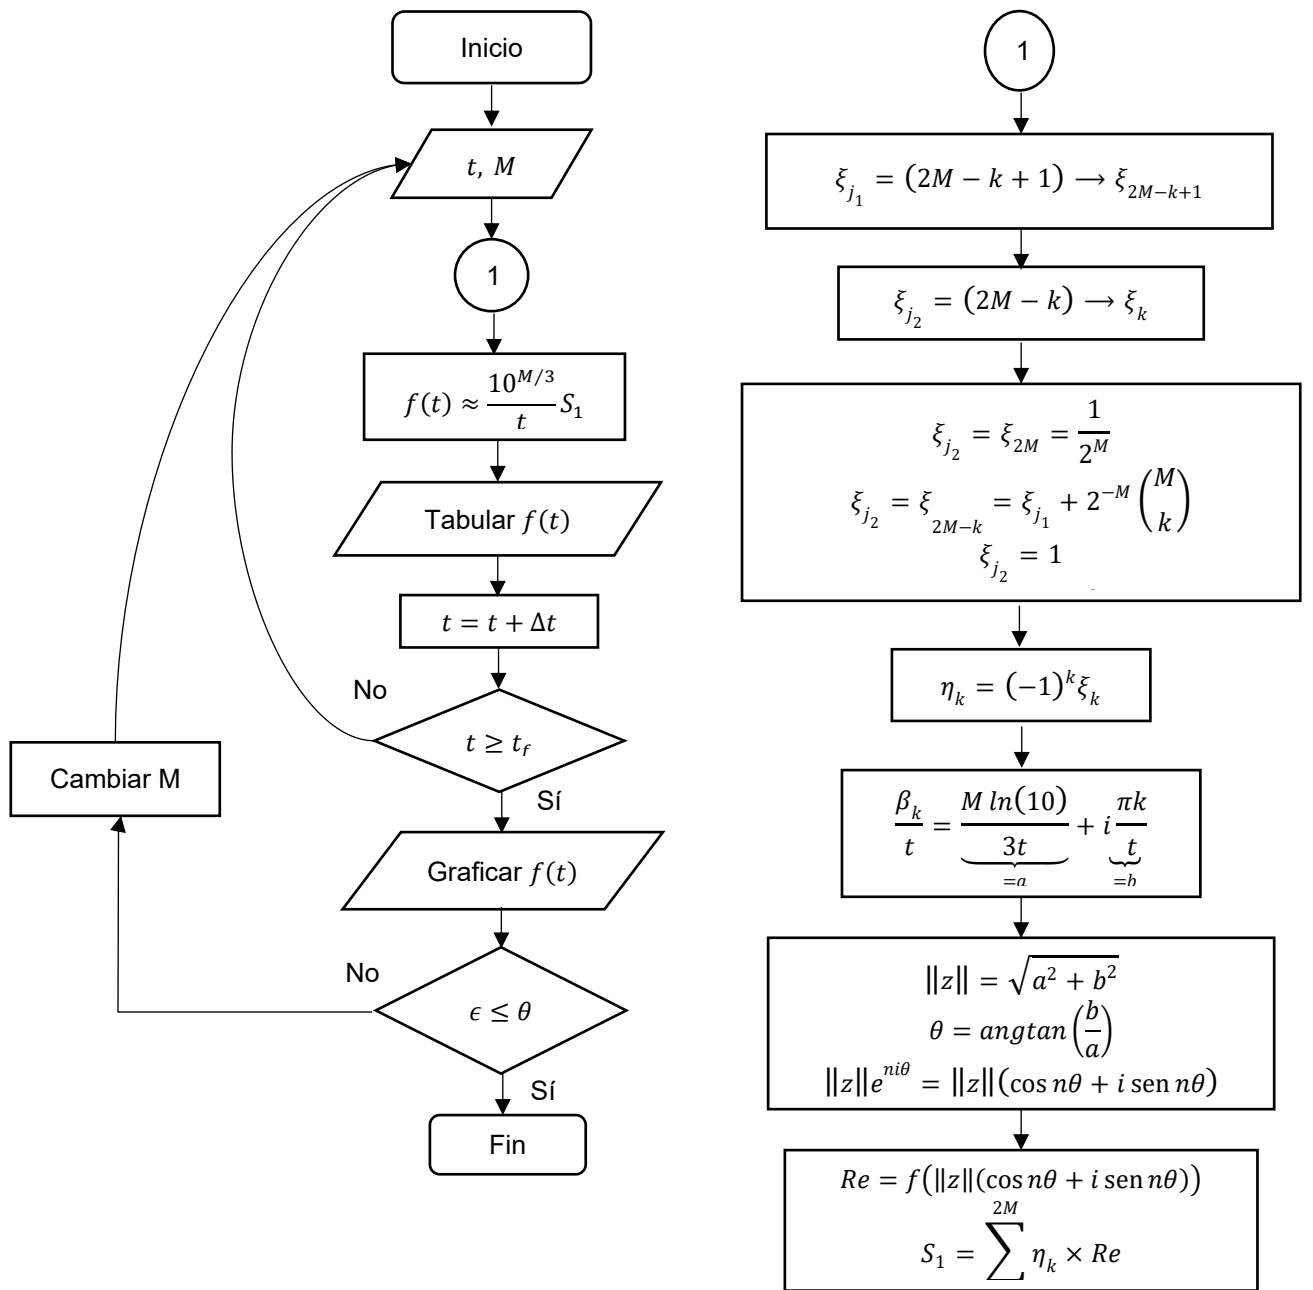 Inicio
t, M
1
f(t) ≈ 10^{M/3}/t S_1
Tabular f(t)
t = t + Δt
No
t ≥ t_f
Sí
Cambiar M
Graficar f(t)
No
ϵ ≤ θ
Sí
Fin
1
ξ_{j_1} = (2M − k + 1) ⟶ ξ_{2M−k+1}
ξ_{j_2} = (2M − k) ⟶ ξ_k
ξ_{j_2} = ξ_{2M} = 1/2^M
ξ_{j_2} = ξ_{2M−k} = ξ_{j_1} + 2^{−M} (M k)
ξ_{j_2} = 1
η_k = (−1)^k ξ_k
β_k/t = M ln(10)/3t + i πk/t
=a =b
‖z‖ = √(a² + b²)
θ = angtan(b/a)
‖z‖e^{niθ} = ‖z‖(cos nθ + i sen nθ)
Re = f(‖z‖(cos nθ + i sen nθ))
S_1 = ∑^{2M} η_k × Re